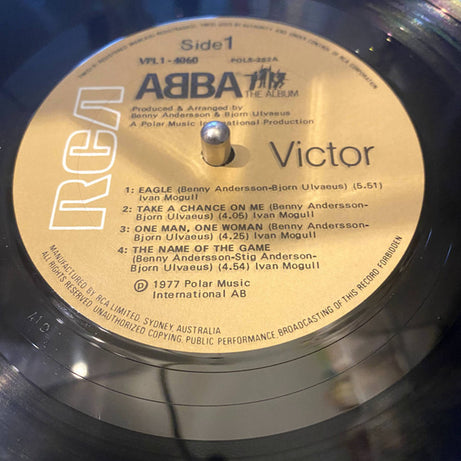 Side 1
VPL1-4060
POLS-282A
ABBA
THE ALBUM
Produced & Arranged by
Benny Andersson & Bjorn Ulvaeus
A Polar Music International Production
RCA
Victor
1: EAGLE (Benny Andersson-Bjorn Ulvaeus) (5.51)
Ivan Mogull
2: TAKE A CHANCE ON ME (Benny Andersson-
Bjorn Ulvaeus) (4.05) Ivan Mogull
3: ONE MAN, ONE WOMAN (Benny Andersson-
Bjorn Ulvaeus) (4.25) Ivan Mogull
4: THE NAME OF THE GAME
(Benny Andersson-Stig Anderson-
Bjorn Ulvaeus) (4.54) Ivan Mogull
℗ 1977 Polar Music
International AB
MANUFACTURED BY RCA LIMITED, SYDNEY AUSTRALIA
ALL RIGHTS RESERVED. UNAUTHORIZED COPYING, PUBLIC PERFORMANCE, BROADCASTING OF THIS RECORD FORBIDDEN